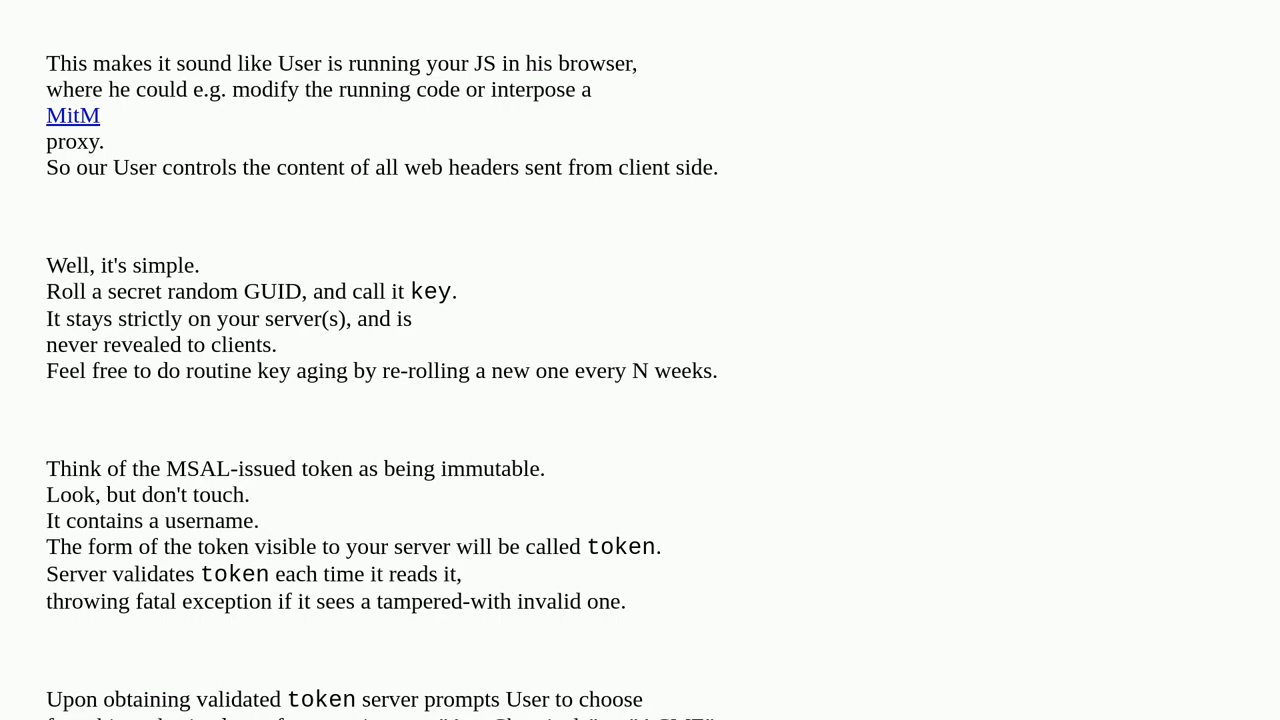 This makes it sound like User is running your JS in his browser,
where he could e.g. modify the running code or interpose a
MitM
proxy.
So our User controls the content of all web headers sent from client side.
Well, it's simple.
Roll a secret random GUID, and call it key.
It stays strictly on your server(s), and is
never revealed to clients.
Feel free to do routine key aging by re-rolling a new one every N weeks.
Think of the MSAL-issued token as being immutable.
Look, but don't touch.
It contains a username.
The form of the token visible to your server will be called token.
Server validates token each time it reads it,
throwing fatal exception if it sees a tampered-with invalid one.
Upon obtaining validated token server prompts User to choose